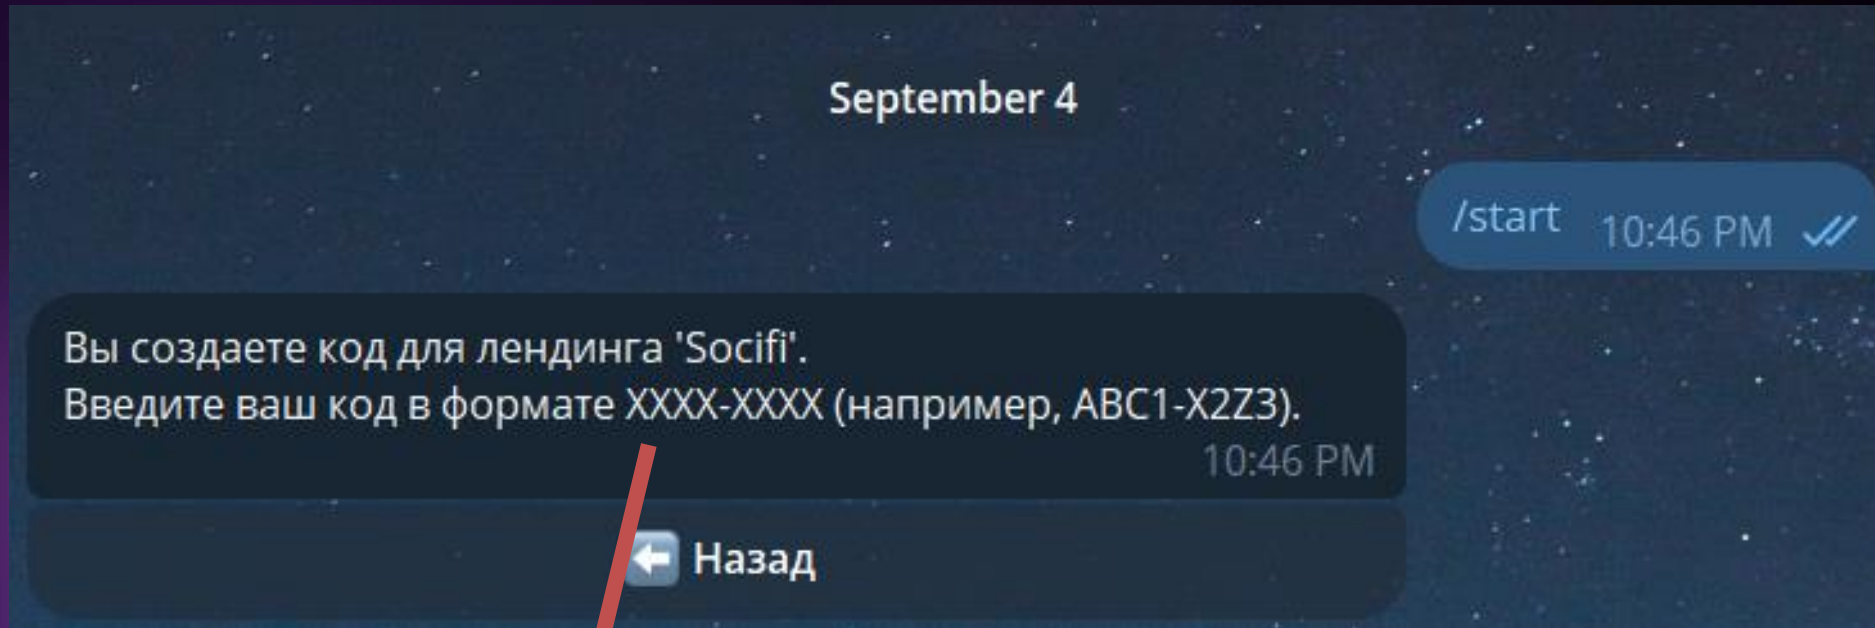 September 4
/start 10:46 PM
Вы создаете код для лендинга 'Socifi'.
Введите ваш код в формате XXXX-XXXX (например, ABC1-X2Z3).
10:46 PM
Назад